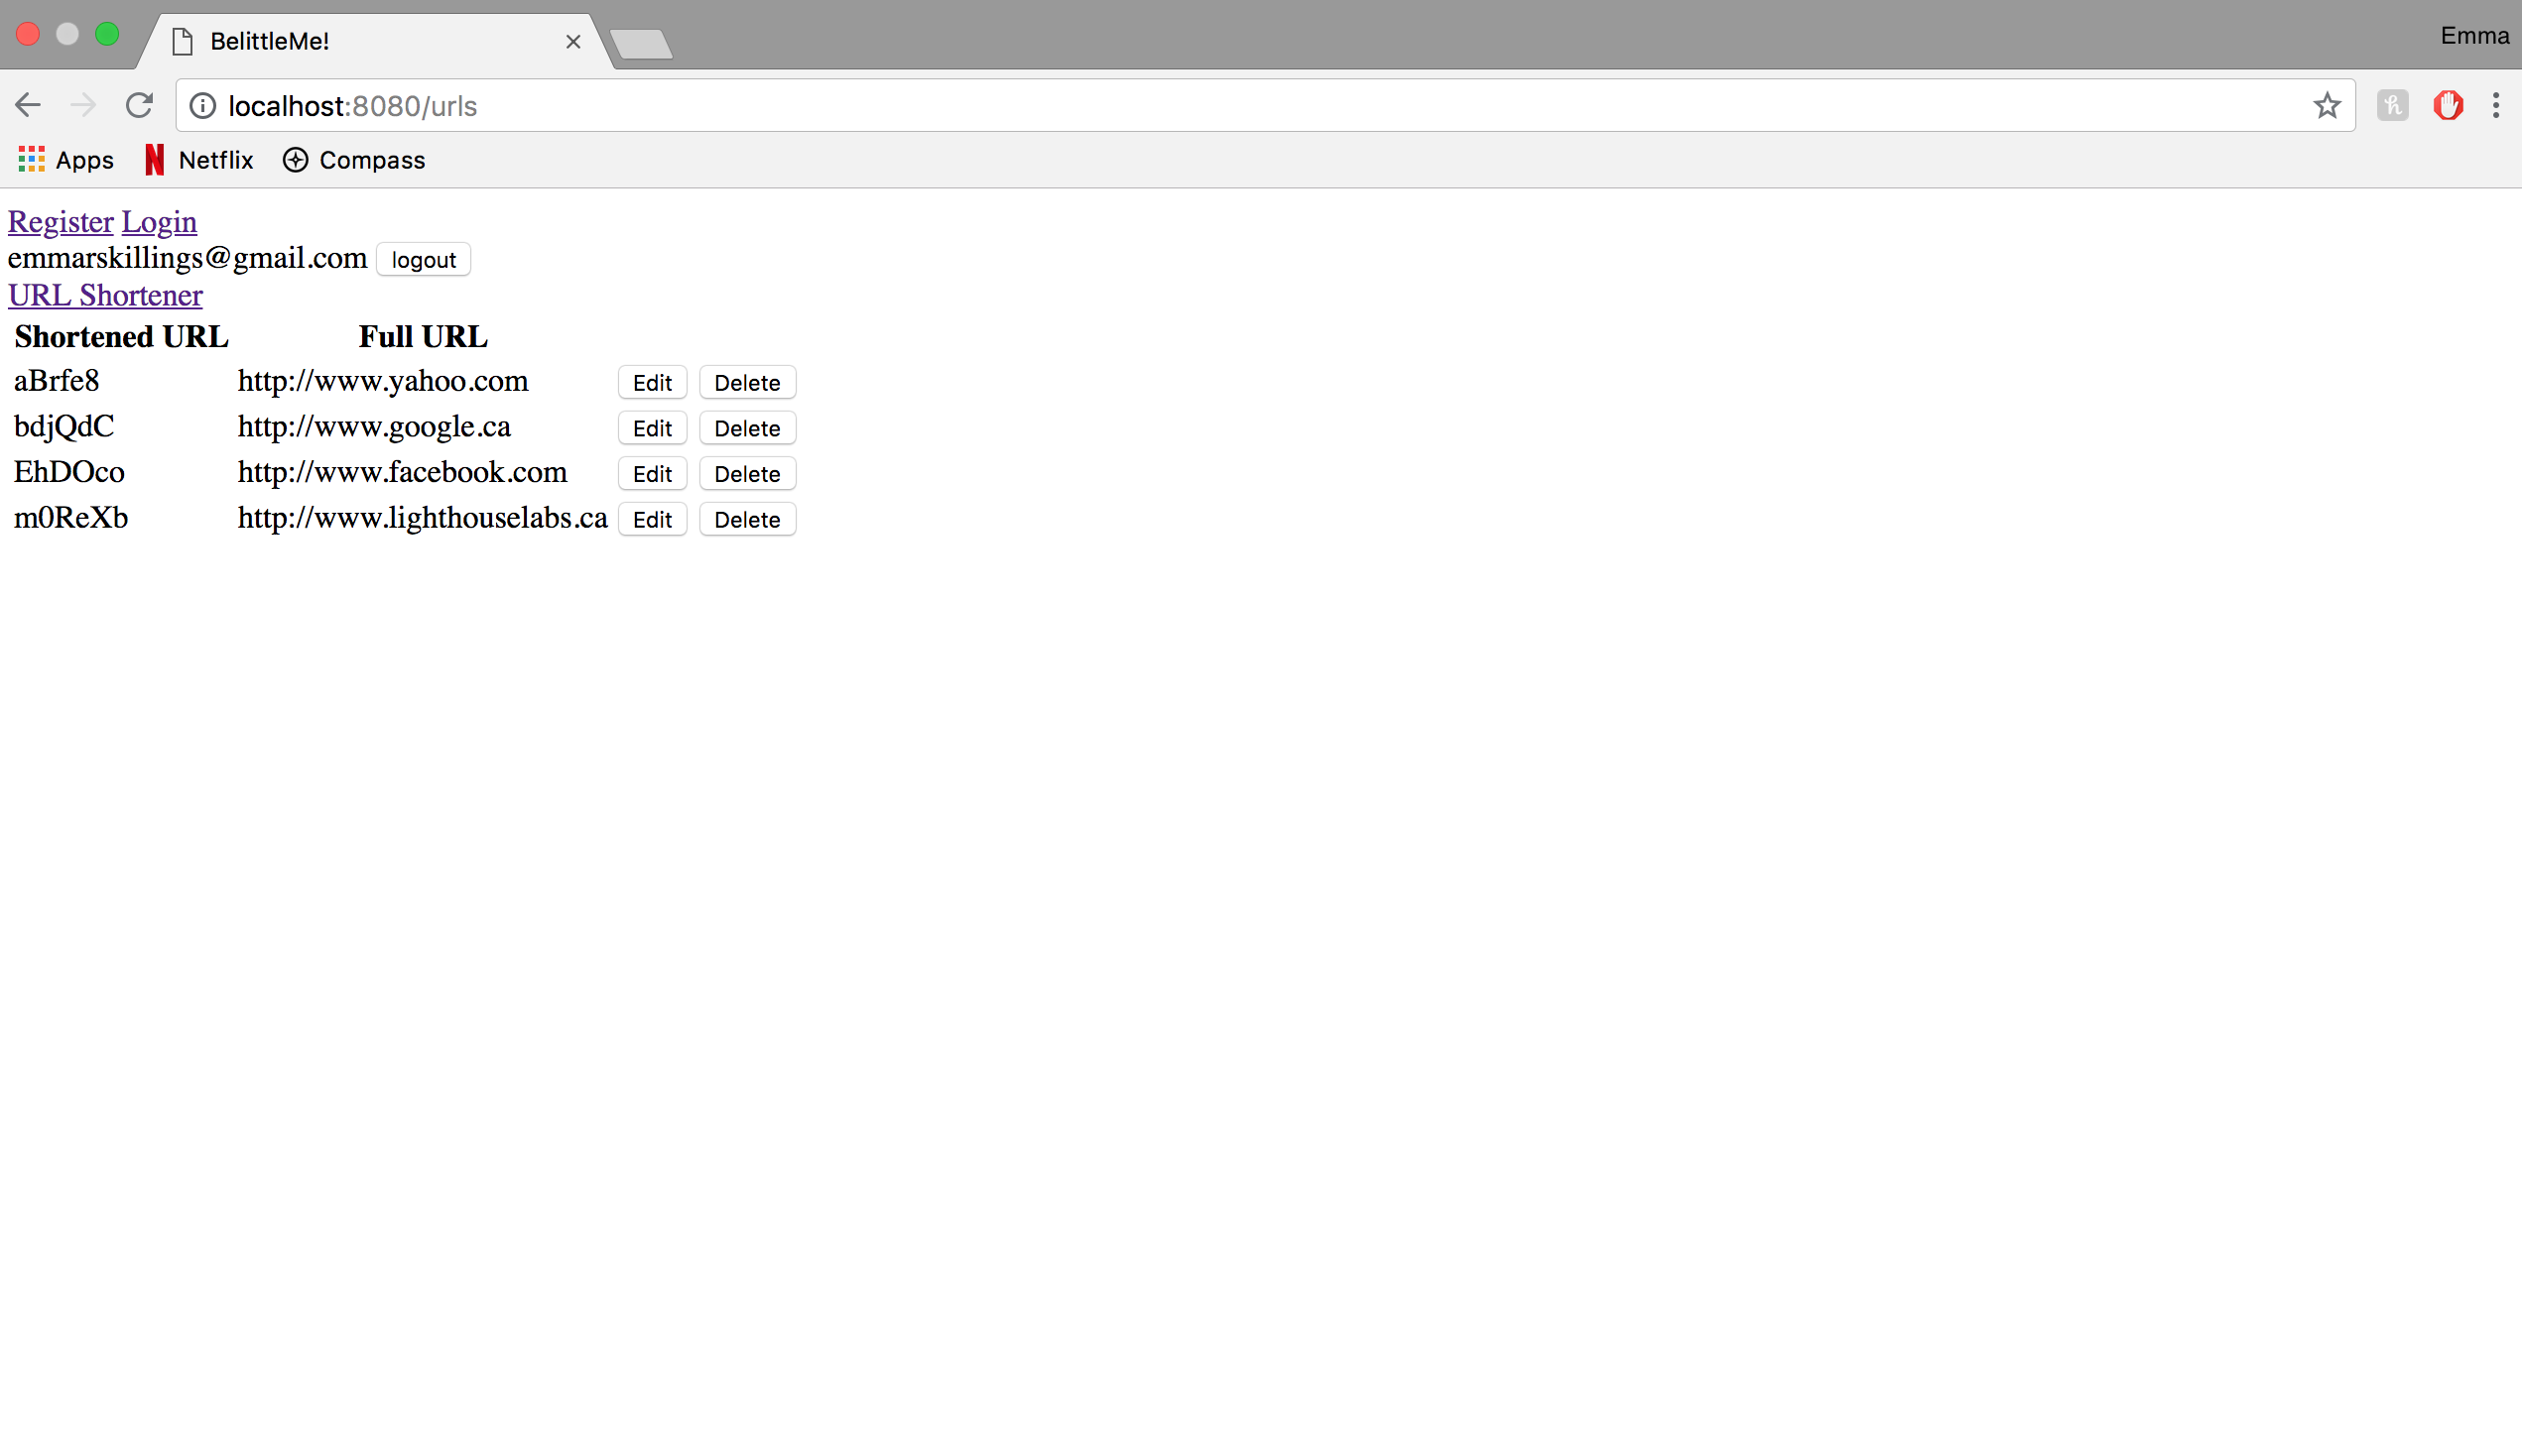 BelittleMe!
Emma
localhost:8080/urls
Apps Netflix Compass
Register Login
emmarskillings@gmail.com logout
URL Shortener
Shortened URL Full URL
aBrfe8 http://www.yahoo.com Edit Delete
bdjQdC http://www.google.ca Edit Delete
EhDOco http://www.facebook.com Edit Delete
m0ReXb http://www.lighthouselabs.ca Edit Delete